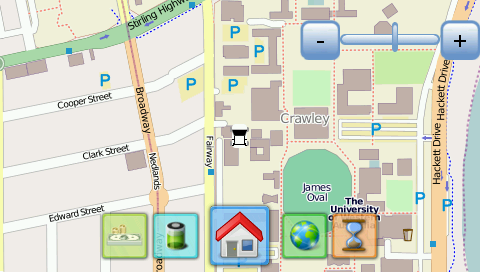 Stirling Highw
P
P
P
P
P
-
+
Cooper Street
Broadway
Crawley
Hackett Drive
Hackett Drive
P
Clark Street
Fairway
Nedlands
James
Oval
The
University
P
P
Edward Street